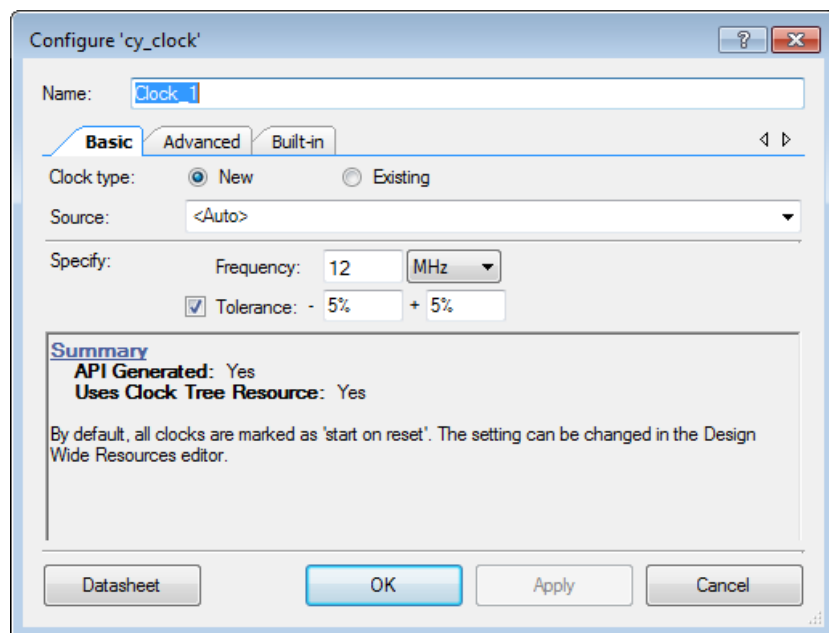 Configure 'cy_clock'
Name: Clock_1
Basic Advanced Built-in
Clock type: New Existing
Source: <Auto>
Specify: Frequency: 12 MHz
Tolerance: - 5% + 5%
Summary
API Generated: Yes
Uses Clock Tree Resource: Yes
By default, all clocks are marked as 'start on reset'. The setting can be changed in the Design
Wide Resources editor.
Datasheet OK Apply Cancel